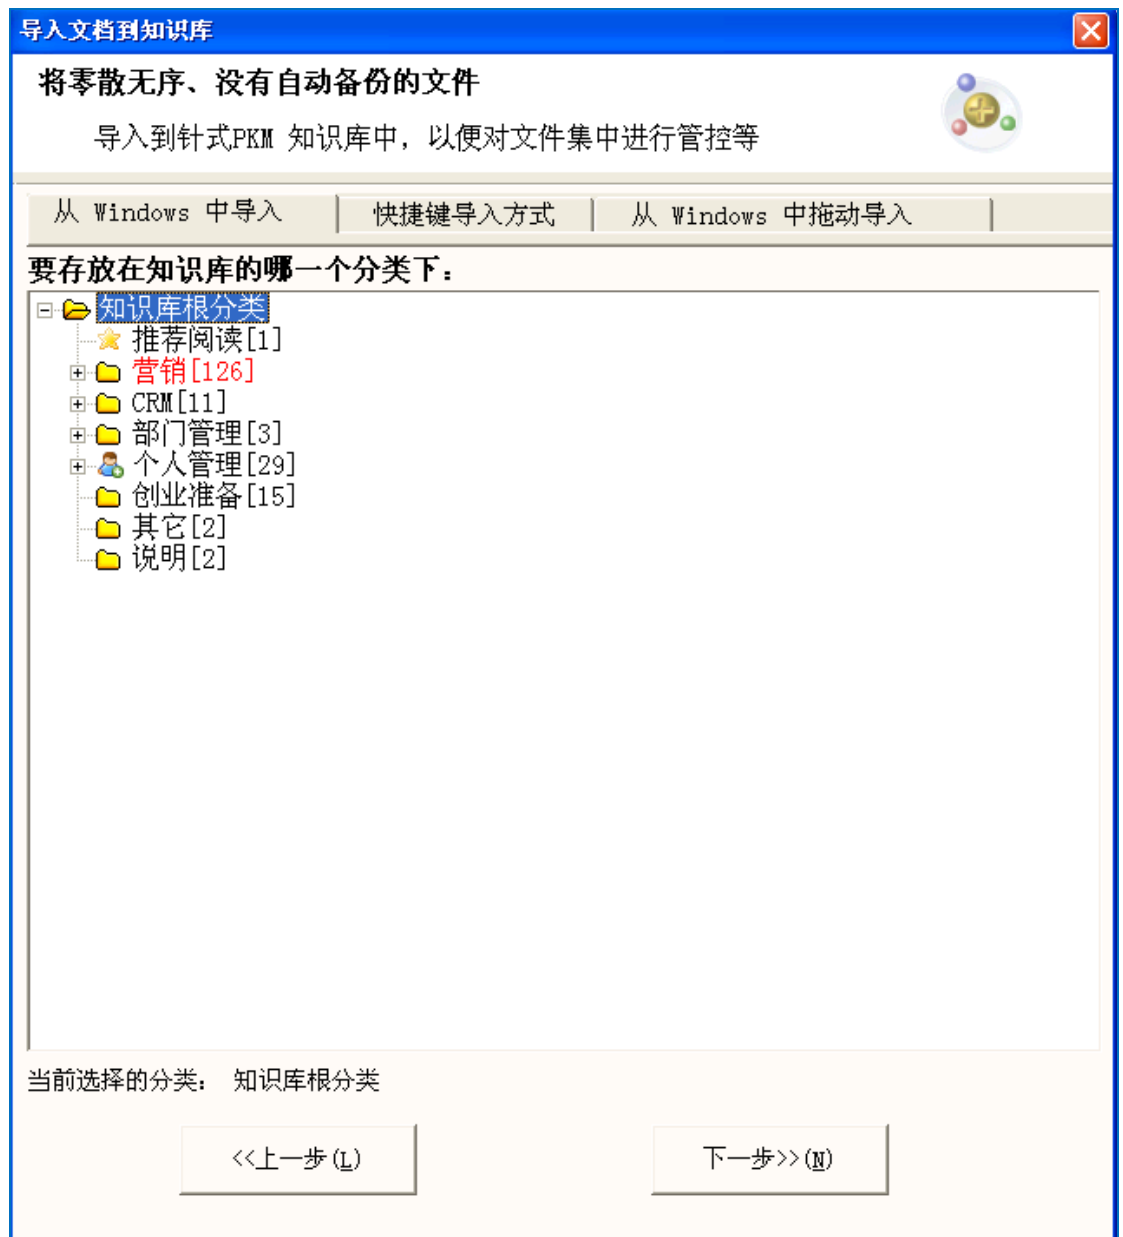 导入文档到知识库
将零散无序、没有自动备份的文件
导入到针式PKM 知识库中，以便对文件集中进行管控等
从 Windows 中导入 快捷键导入方式 从 Windows 中拖动导入
要存放在知识库的哪一个分类下：
知识库根分类
推荐阅读[1]
营销[126]
CRM[11]
部门管理[3]
个人管理[29]
创业准备[15]
其它[2]
说明[2]
当前选择的分类： 知识库根分类
<<上一步(L) 下一步>>(N)